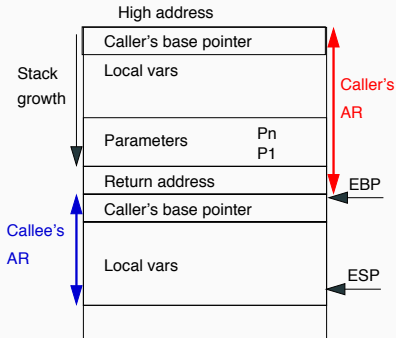 High address
Caller's base pointer
Stack
growth
Local vars
Caller's
AR
Parameters
Pn
P1
Return address
EBP
Callee's
AR
Caller's base pointer
Local vars
ESP